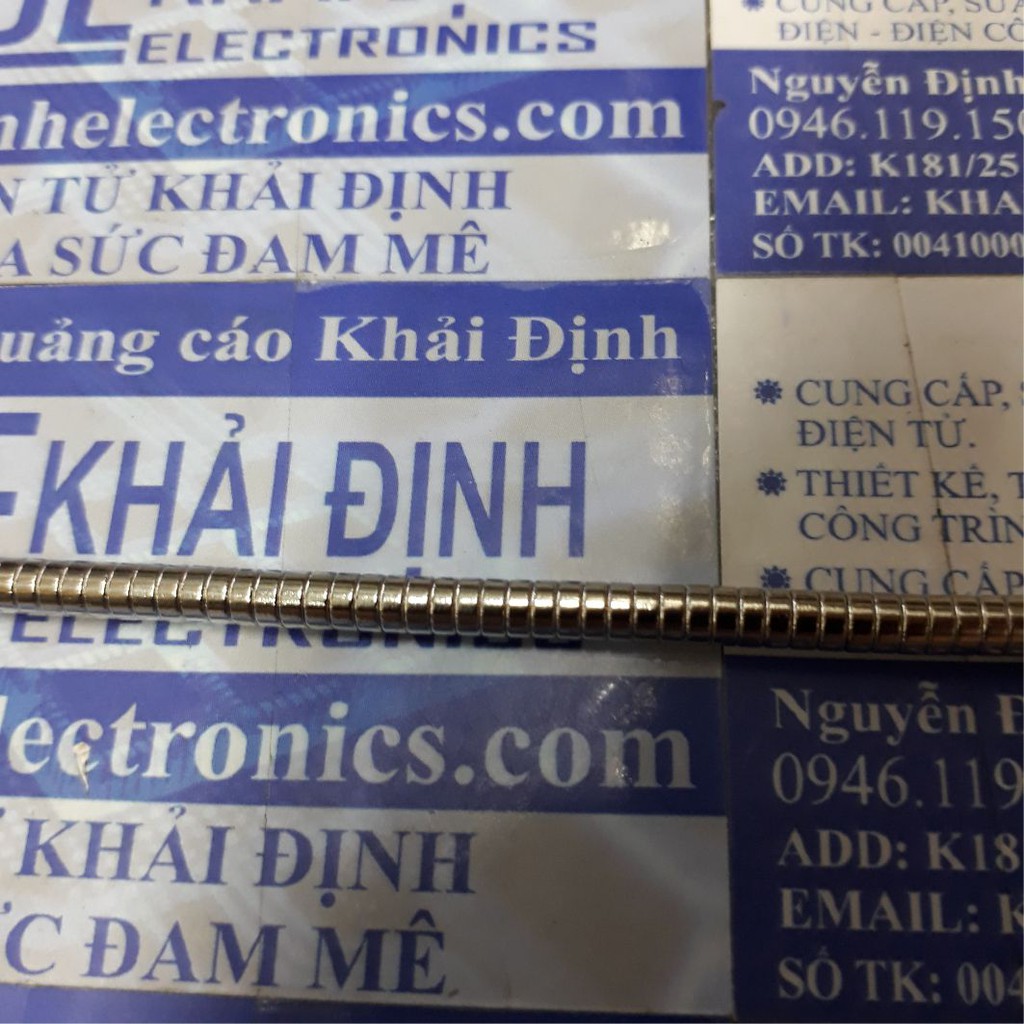 ELECTRONICS
nhelectronics.com
N TỬ KHẢI ĐỊNH
A SỨC ĐAM MÊ
uảng cáo Khải Định
KHẢI ĐỊNH
ELECTRONICS
lectronics.com
KHẢI ĐỊNH
ỨC ĐAM MÊ
CUNG CẤP, SỬA
ĐIỆN - ĐIỆN CÔ
Nguyễn Định
0946.119.150
ADD: K181/25
EMAIL: KHA
SỐ TK: 0041000
CUNG CẤP,
ĐIỆN TỬ.
THIẾT KẾ, T
CÔNG TRÌN
CUNG CẤP
Nguyễn Đ
0946.119
ADD: K18
EMAIL: K
SỐ TK: 004